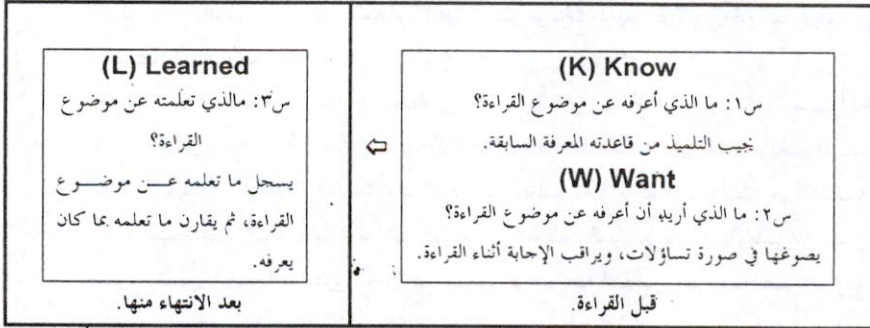 (K) Know
س١: ما الذي أعرفه عن موضوع القراءة؟
يجيب التلميذ من قاعدته المعرفة السابقة.
(W) Want
س٢: ما الذي أريد أن أعرفه عن موضوع القراءة؟
يصوغها في صورة تساؤلات، ويراقب الإجابة أثناء القراءة.
قبل القراءة.
⇦
(L) Learned
س٣: مالذي تعلمته عن موضوع
القراءة؟
يسجل ما تعلمه عــن موضــوع
القراءة، ثم يقارن ما تعلمه بما كان
يعرفه.
بعد الانتهاء منها.